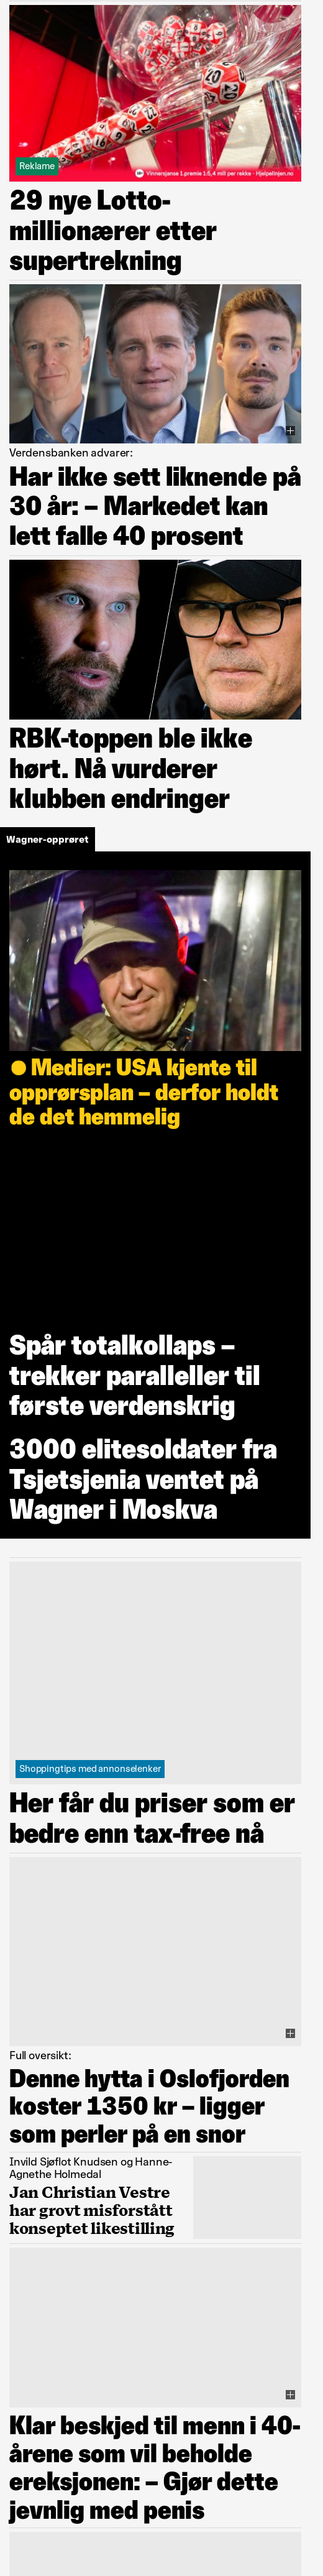 Reklame
Vinnersjanse 1.premie 1:5,4 mill per rekke - Hjelpelinjen.no
29 nye Lotto-
millionærer etter
supertrekning
Verdensbanken advarer:
Har ikke sett liknende på
30 år: – Markedet kan
lett falle 40 prosent
RBK-toppen ble ikke
hørt. Nå vurderer
klubben endringer
Wagner-opprøret
Medier: USA kjente til
opprørsplan – derfor holdt
de det hemmelig
Spår totalkollaps –
trekker paralleller til
første verdenskrig
3000 elitesoldater fra
Tsjetsjenia ventet på
Wagner i Moskva
Shoppingtips med annonselenker
Her får du priser som er
bedre enn tax-free nå
Full oversikt:
Denne hytta i Oslofjorden
koster 1350 kr – ligger
som perler på en snor
Invild Sjøflot Knudsen og Hanne-
Agnethe Holmedal
Jan Christian Vestre
har grovt misforstått
konseptet likestilling
Klar beskjed til menn i 40-
årene som vil beholde
ereksjonen: – Gjør dette
jevnlig med penis